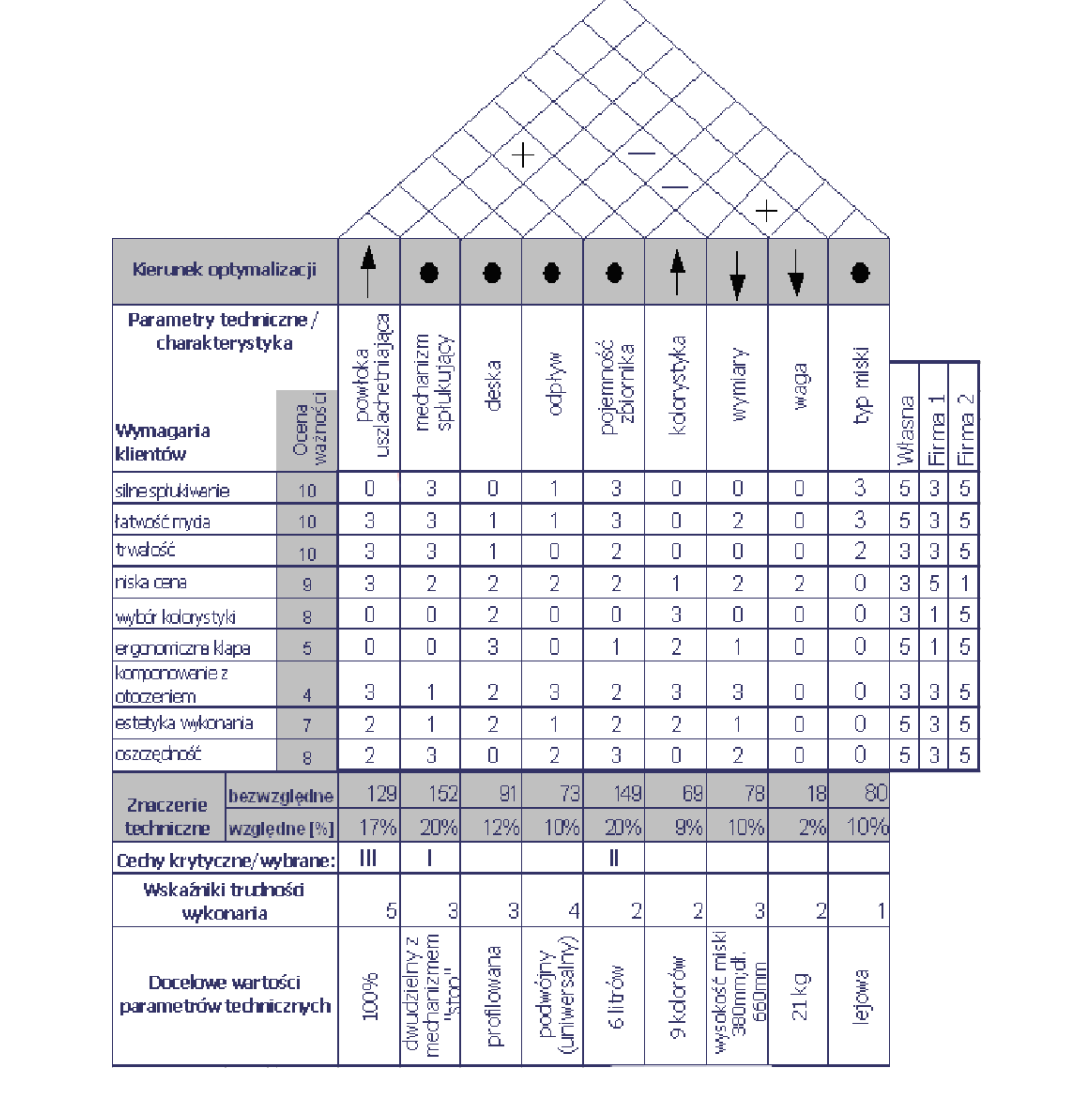 + —
—
+
Kierunek optymalizacji
Parametry techniczne /
charakterystyka
Wymagaria
klientów
Ocena
ważności
powłoka
uszlachetniająca
mechanizm
spłukujący
deska
odpływ
pojemność
zbiornika
kolorystyka
wymiary
waga
typ miski
Własna
Firma 1
Firma 2
silne spłukiwanie 10 0 3 0 1 3 0 0 0 3 5 3 5
łatwość mycia 10 3 3 1 1 3 0 2 0 3 5 3 5
trwałość 10 3 3 1 0 2 0 0 0 2 3 3 5
niska cena 9 3 2 2 2 2 1 2 2 0 3 5 1
wybór kolorystyki 8 0 0 2 0 0 3 0 0 0 3 1 5
ergonomiczna klapa 5 0 0 3 0 1 2 1 0 0 5 1 5
komponowanie z
otoczeniem 4 3 1 2 3 2 3 3 0 0 3 3 5
estetyka wykonania 7 2 1 2 1 2 2 1 0 0 5 3 5
oszczędność 8 2 3 0 2 3 0 2 0 0 5 3 5
Znaczerie
techniczne
bezwzględne 129 152 91 73 149 69 78 18 80
względne [%] 17% 20% 12% 10% 20% 9% 10% 2% 10%
Cechy krytyczne/wybrane: III I II
Wskaźniki trudności
wykonaria 5 3 3 4 2 2 3 2 1
Docelowe wartości
parametrów technicznych
100%
dwudzielny z
mechanizmem
"stop"
profilowana
podwójny
(uniwersalny)
6 litrów
9 kolorów
wysokość miski
380mm;dł.
660mm
21 kg
lejowa